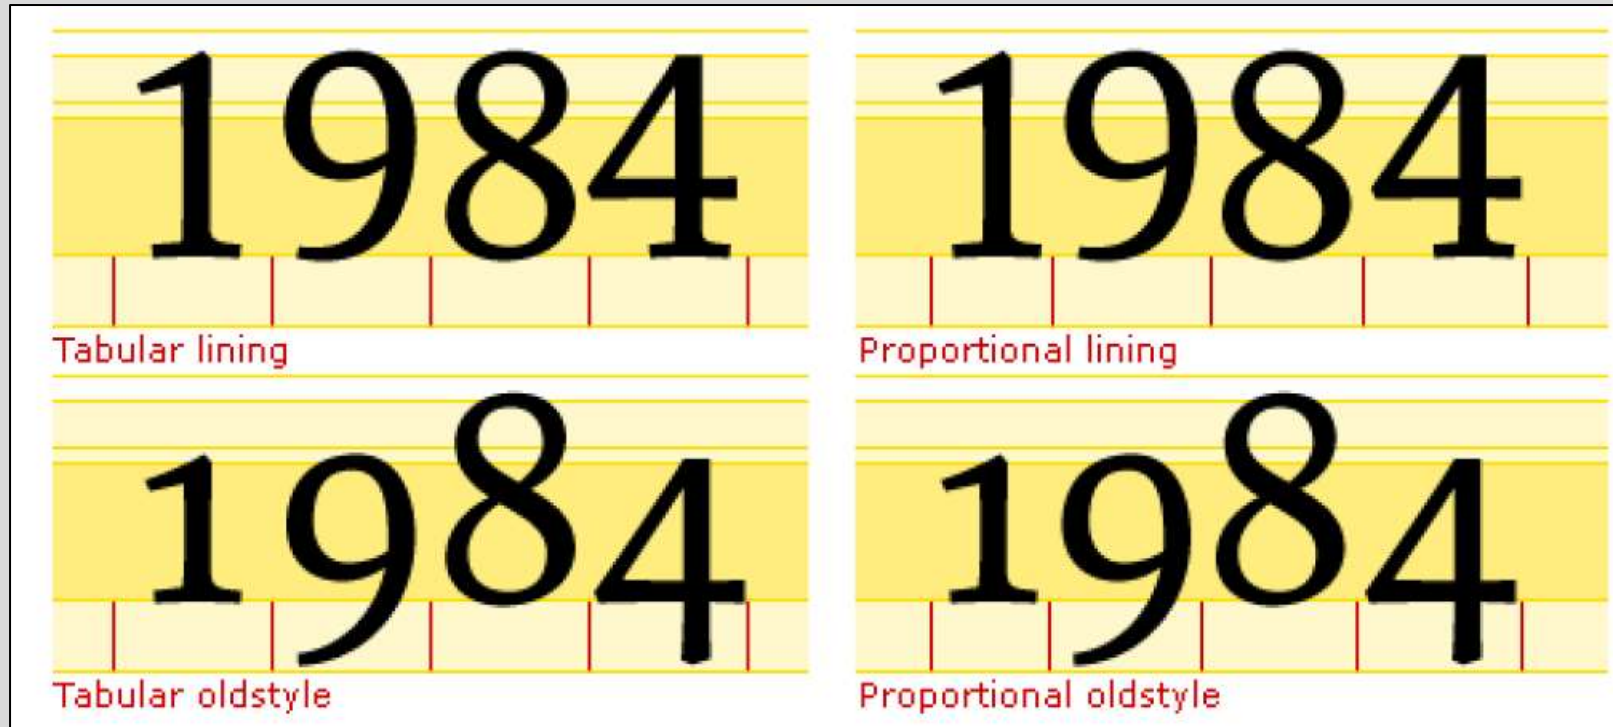 1984 1984
Tabular lining Proportional lining
1984 1984
Tabular oldstyle Proportional oldstyle